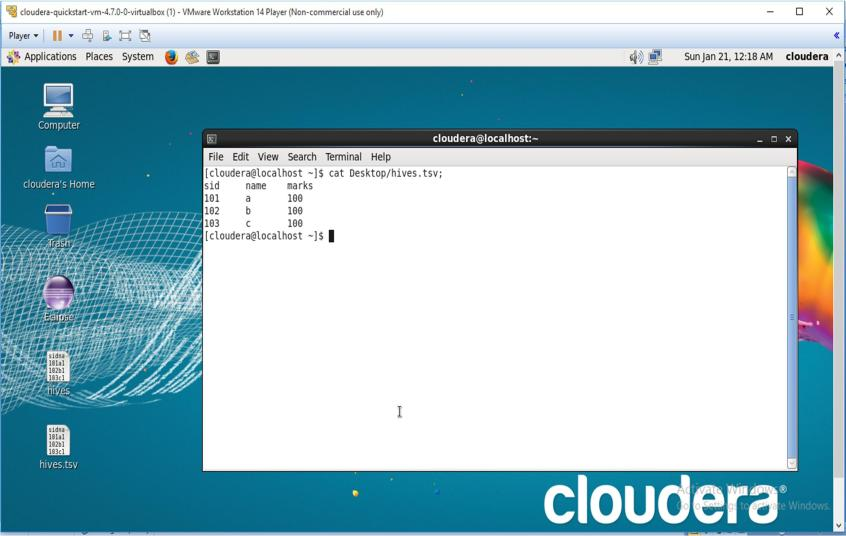 cloudera-quickstart-vm-4.7.0-0-virtualbox (1) - VMware Workstation 14 Player (Non-commercial use only)
Player
Applications Places System Sun Jan 21, 12:18 AM cloudera
Computer
cloudera's Home
Trash
Eclipse
sidna
101a1
102b1
103c1
hives
sidna
101a1
102b1
103c1
hives.tsv
cloudera@localhost:~
File Edit View Search Terminal Help
[cloudera@localhost ~]$ cat Desktop/hives.tsv;
sid name marks
101 a 100
102 b 100
103 c 100
[cloudera@localhost ~]$
cloudera
Activate Windows
Go to Settings to activate Windows.